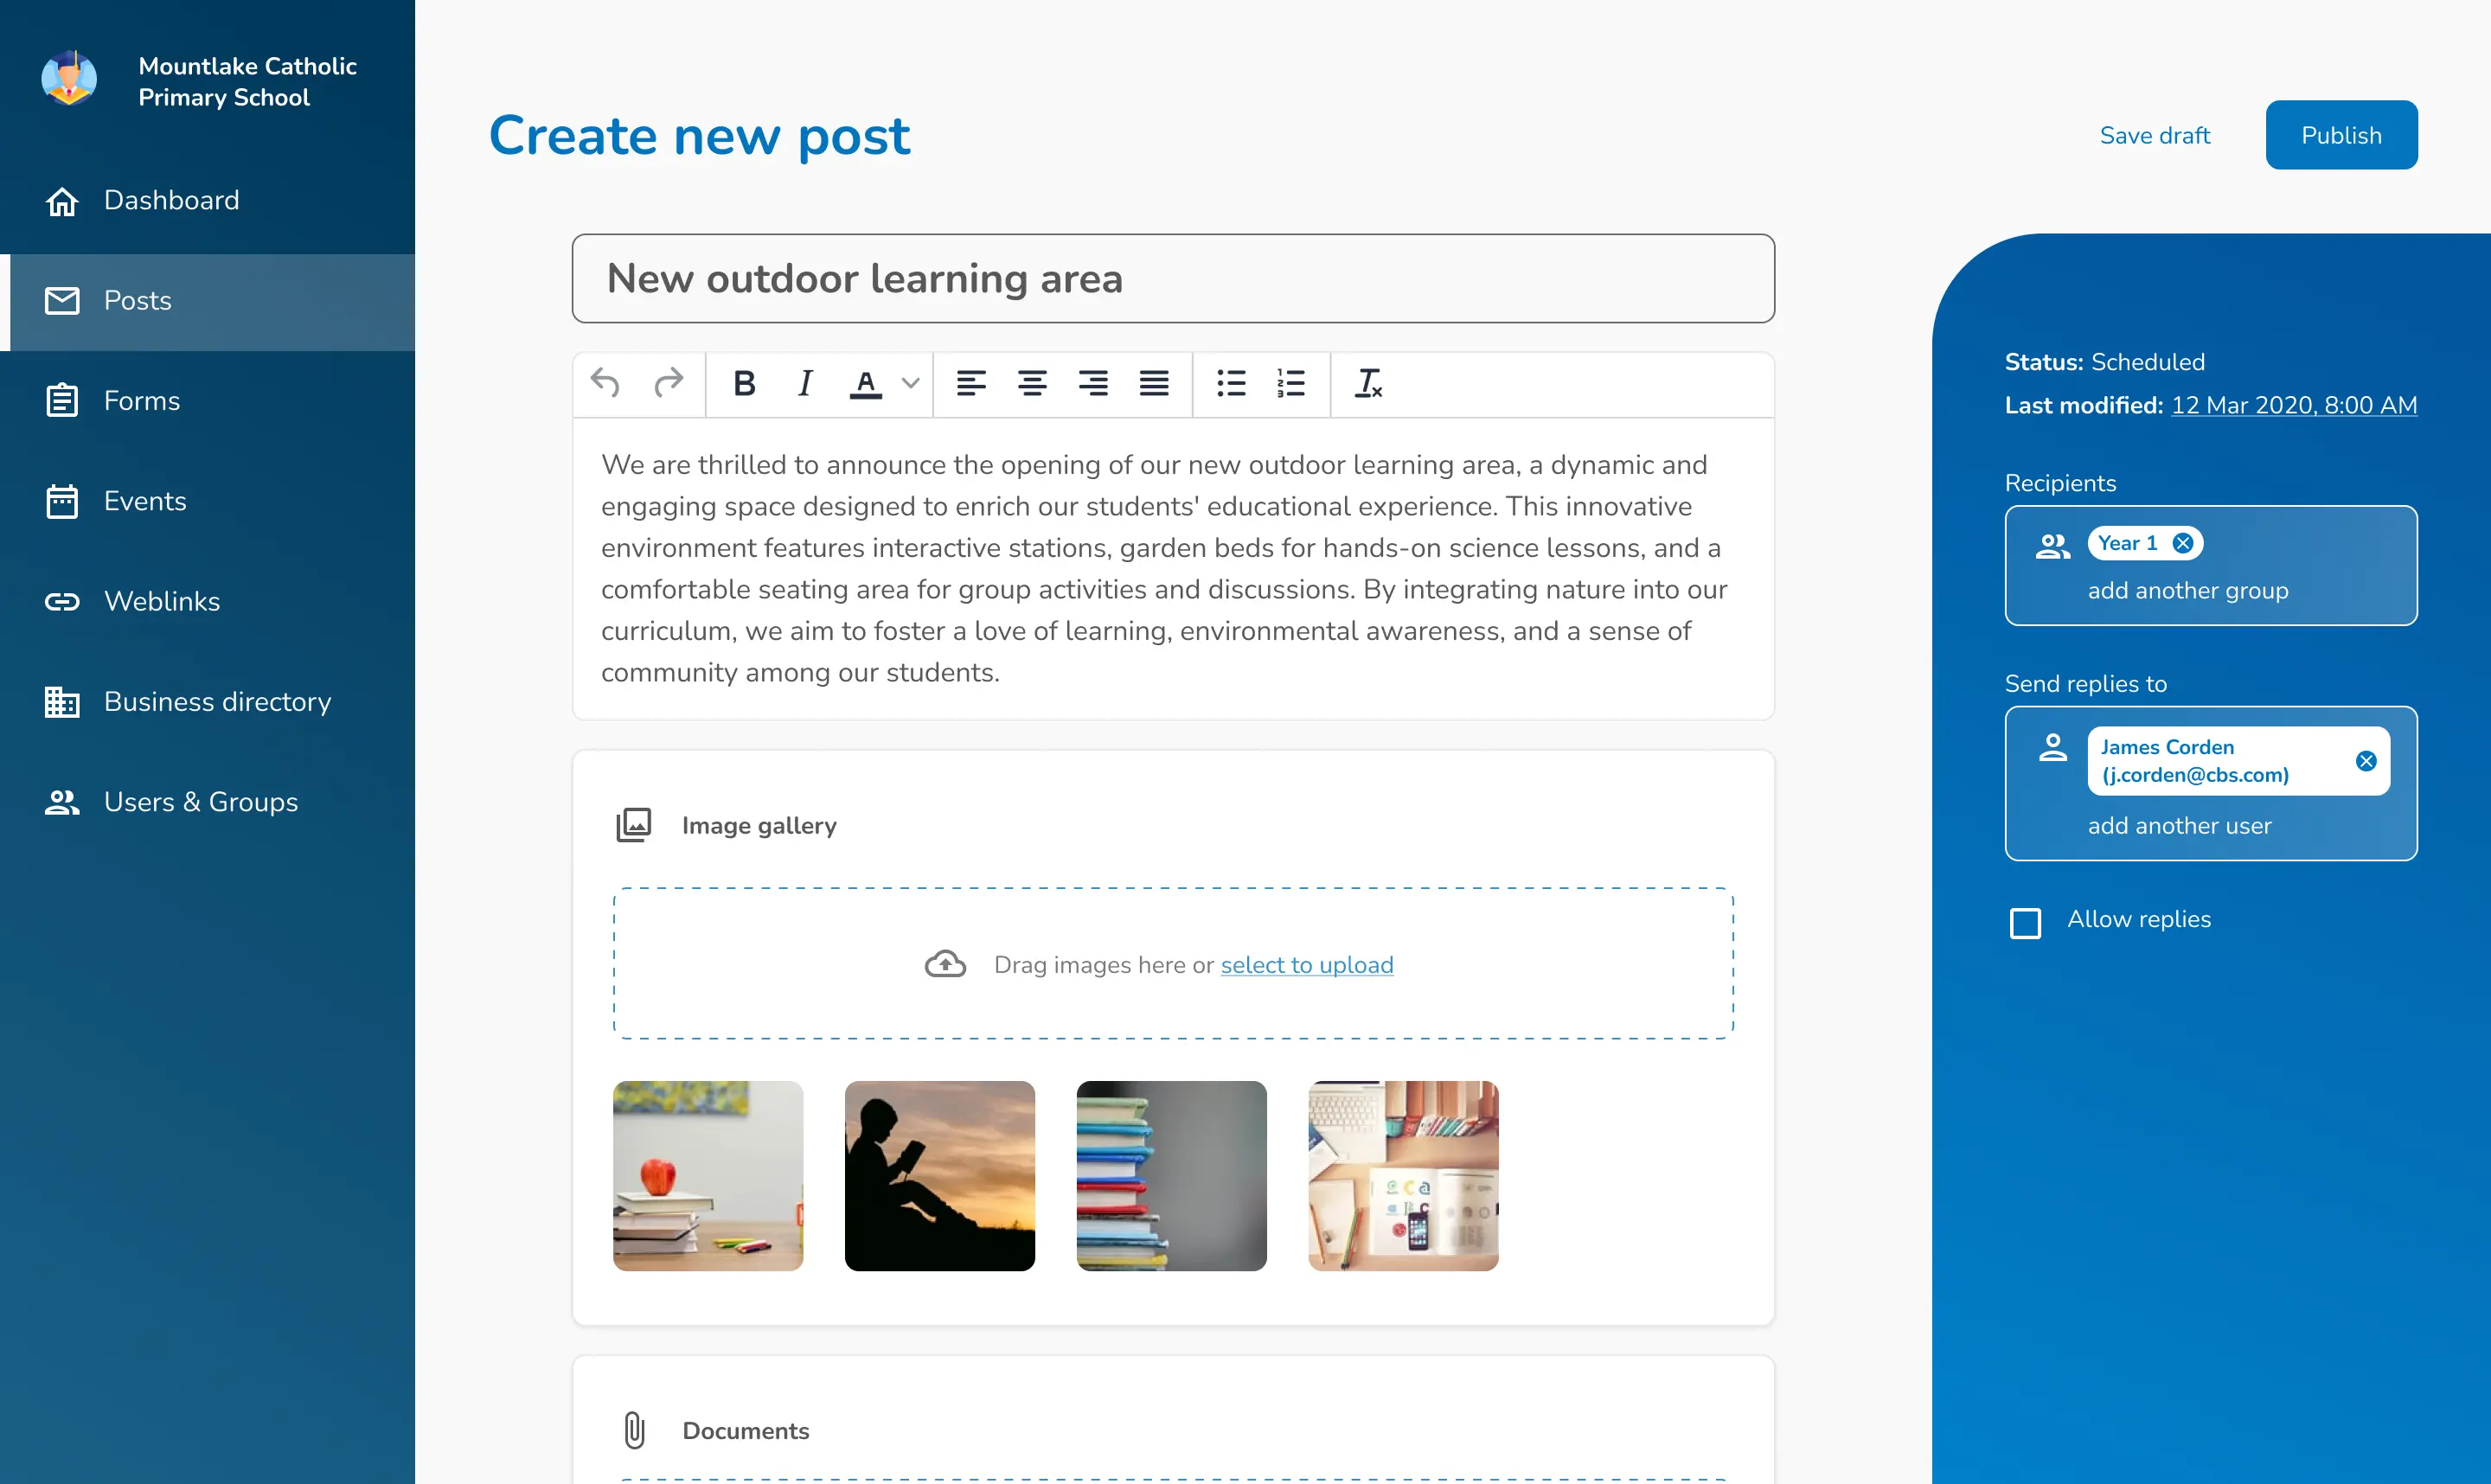 Mountlake Catholic
Primary School
Dashboard
Posts
Forms
Events
Weblinks
Business directory
Users & Groups
Create new post
Save draft
Publish
New outdoor learning area
B I A
We are thrilled to announce the opening of our new outdoor learning area, a dynamic and
engaging space designed to enrich our students' educational experience. This innovative
environment features interactive stations, garden beds for hands-on science lessons, and a
comfortable seating area for group activities and discussions. By integrating nature into our
curriculum, we aim to foster a love of learning, environmental awareness, and a sense of
community among our students.
Image gallery
Drag images here or select to upload
Documents
Status: Scheduled
Last modified: 12 Mar 2020, 8:00 AM
Recipients
Year 1
add another group
Send replies to
James Corden
(j.corden@cbs.com)
add another user
Allow replies